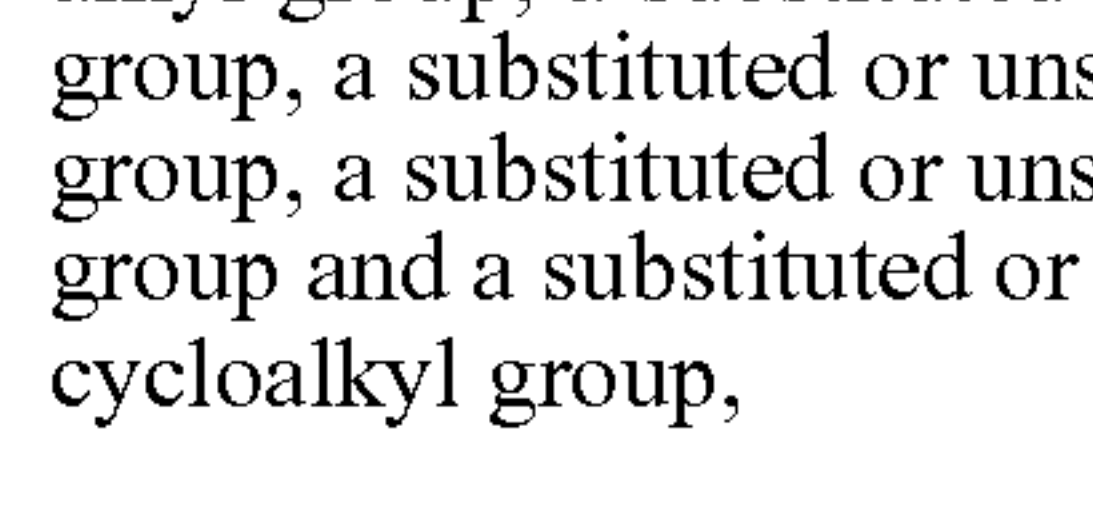 group, a substituted or uns
group, a substituted or uns
group and a substituted or
cycloalkyl group,